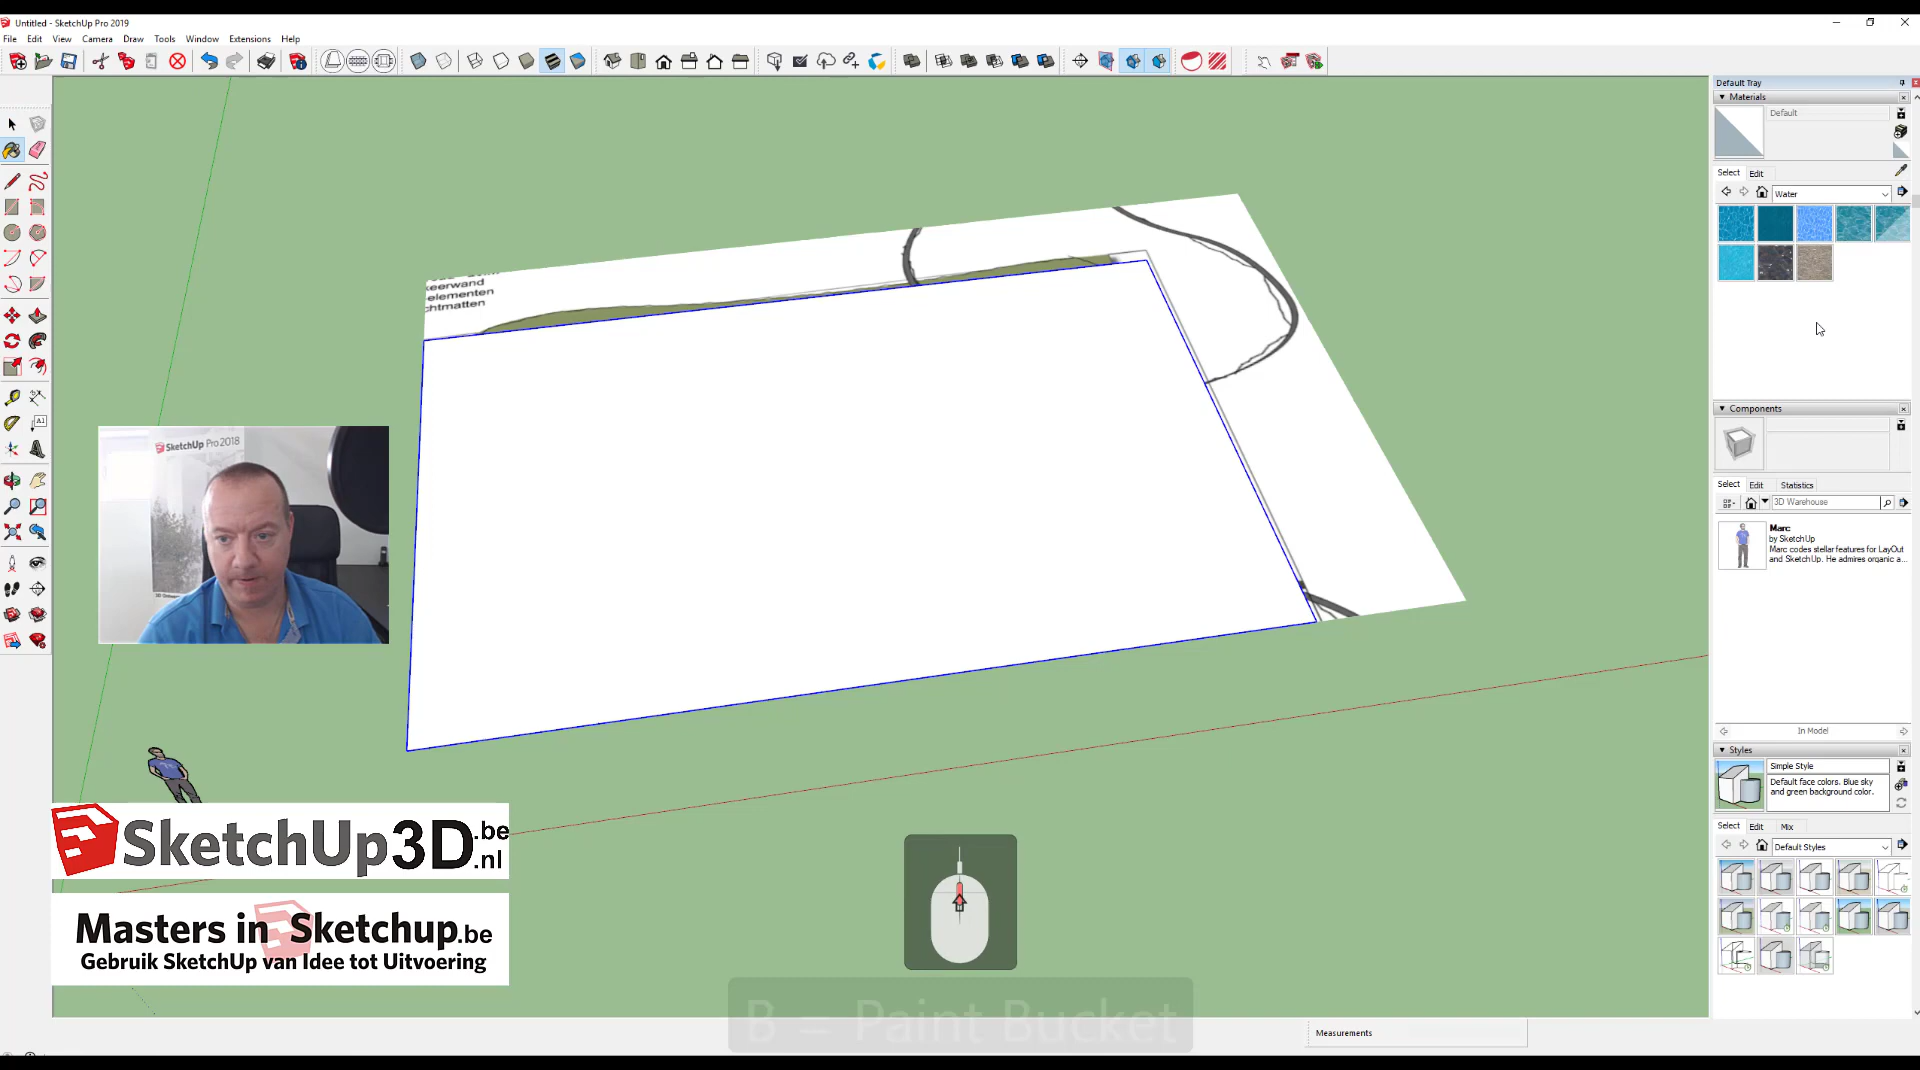 Untitled - SketchUp Pro 2019
File Edit View Camera Draw Tools Window Extensions Help
Default Tray
Materials
Default
Select Edit
Water
keerwand
elementen
chtmatten
SketchUp Pro 2018
Components
Select Edit Statistics
3D Warehouse
Marc
by SketchUp
Marc codes stellar features for LayOut
and SketchUp. He admires organic a...
In Model
Styles
Simple Style
Default face colors. Blue sky
and green background color.
Select Edit Mix
Default Styles
SketchUp3D.be
.nl
Masters in Sketchup.be
Gebruik SketchUp van Idee tot Uitvoering
B = Paint Bucket
Measurements